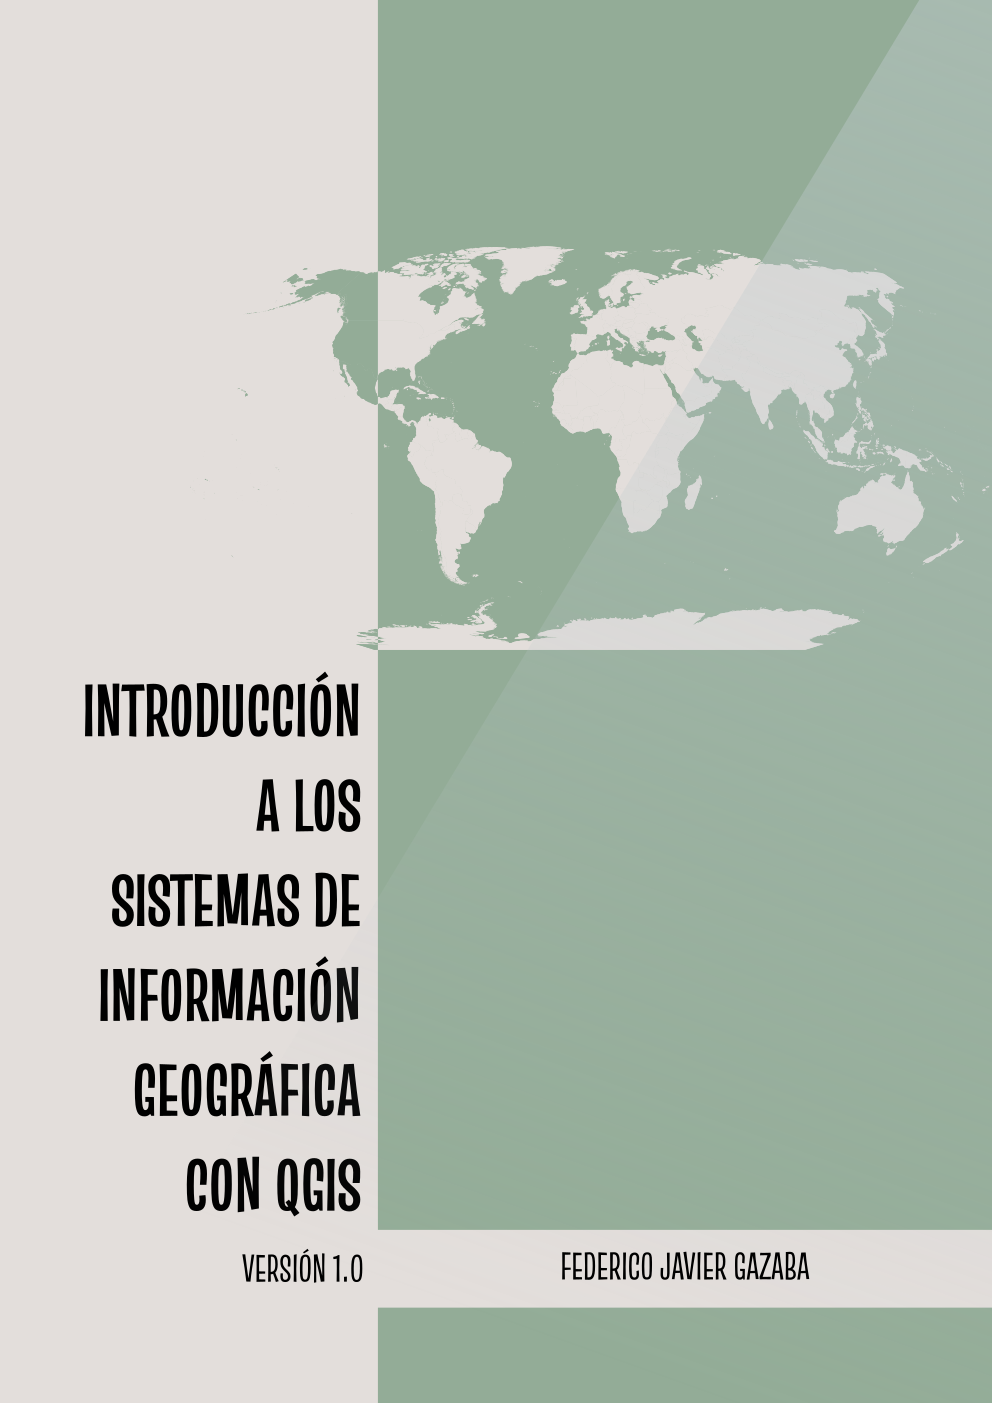 INTRODUCCIÓN
A LOS
SISTEMAS DE
INFORMACIÓN
GEOGRÁFICA
CON QGIS
VERSIÓN 1.0
FEDERICO JAVIER GAZABA